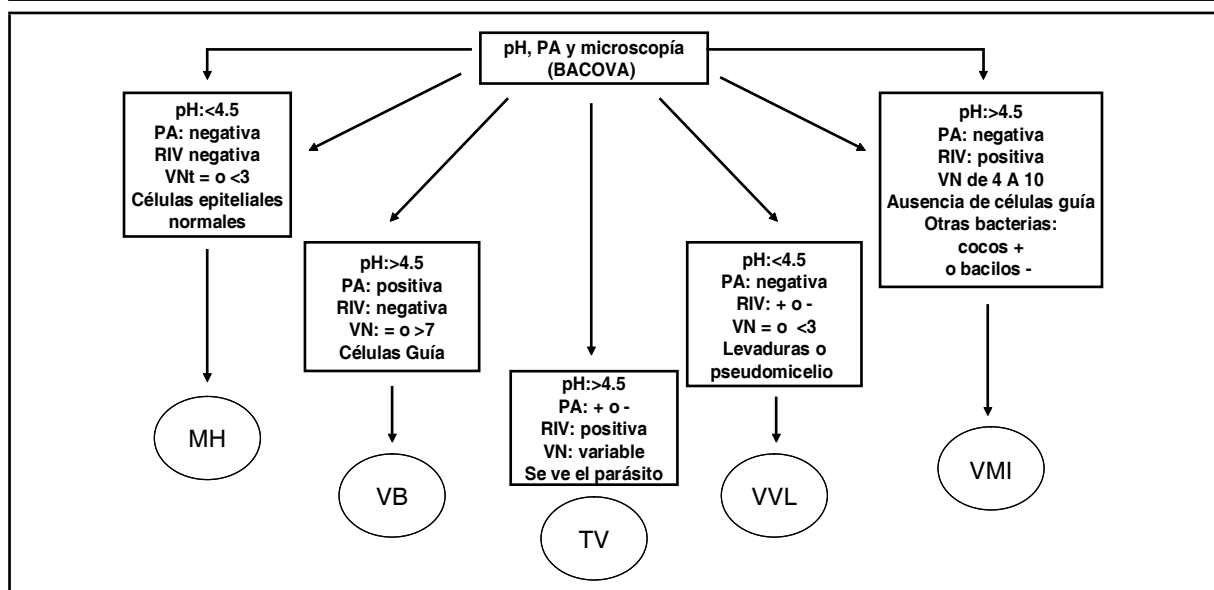 pH, PA y microscopía
(BACOVA)
pH:<4.5
PA: negativa
RIV negativa
VNt = o <3
Células epiteliales
normales
MH
pH:>4.5
PA: positiva
RIV: negativa
VN: = o >7
Células Guía
VB
pH:>4.5
PA: + o -
RIV: positiva
VN: variable
Se ve el parásito
TV
pH:<4.5
PA: negativa
RIV: + o -
VN = o <3
Levaduras o
pseudomicelio
VVL
pH:>4.5
PA: negativa
RIV: positiva
VN de 4 A 10
Ausencia de células guía
Otras bacterias:
cocos +
o bacilos -
VMI